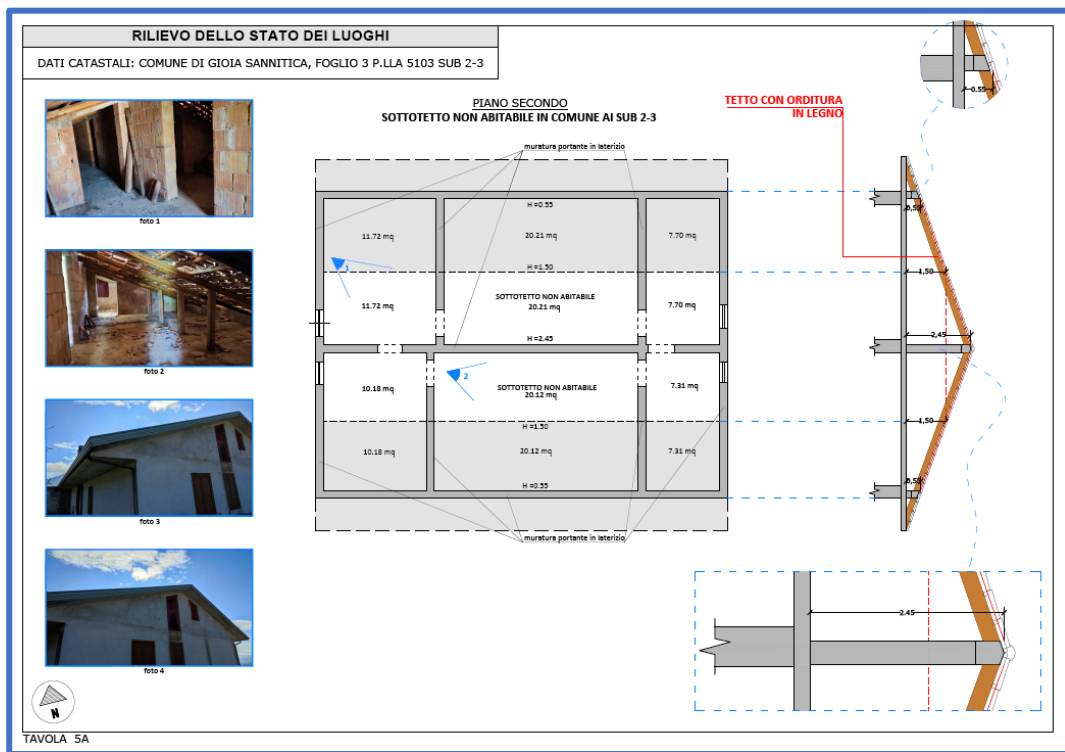 RILIEVO DELLO STATO DEI LUOGHI
DATI CATASTALI: COMUNE DI GIOIA SANNITICA, FOGLIO 3 P.LLA 5103 SUB 2-3
PIANO SECONDO
SOTTOTETTO NON ABITABILE IN COMUNE AI SUB 2-3
TETTO CON ORDITURA
IN LEGNO
0.55
muratura portante in laterizio
foto 1
foto 2
foto 3
foto 4
H =0.55
11.72 mq
20.21 mq
7.70 mq
1
H =1.50
11.72 mq
SOTTOTETTO NON ABITABILE
20.21 mq
7.70 mq
H =2.45
10.18 mq
2
SOTTOTETTO NON ABITABILE
20.12 mq
7.31 mq
H =1.50
10.18 mq
20.12 mq
7.31 mq
H =0.55
muratura portante in laterizio
0,55
1,50
2,45
1,50
0,55
2.45
N
TAVOLA 5A